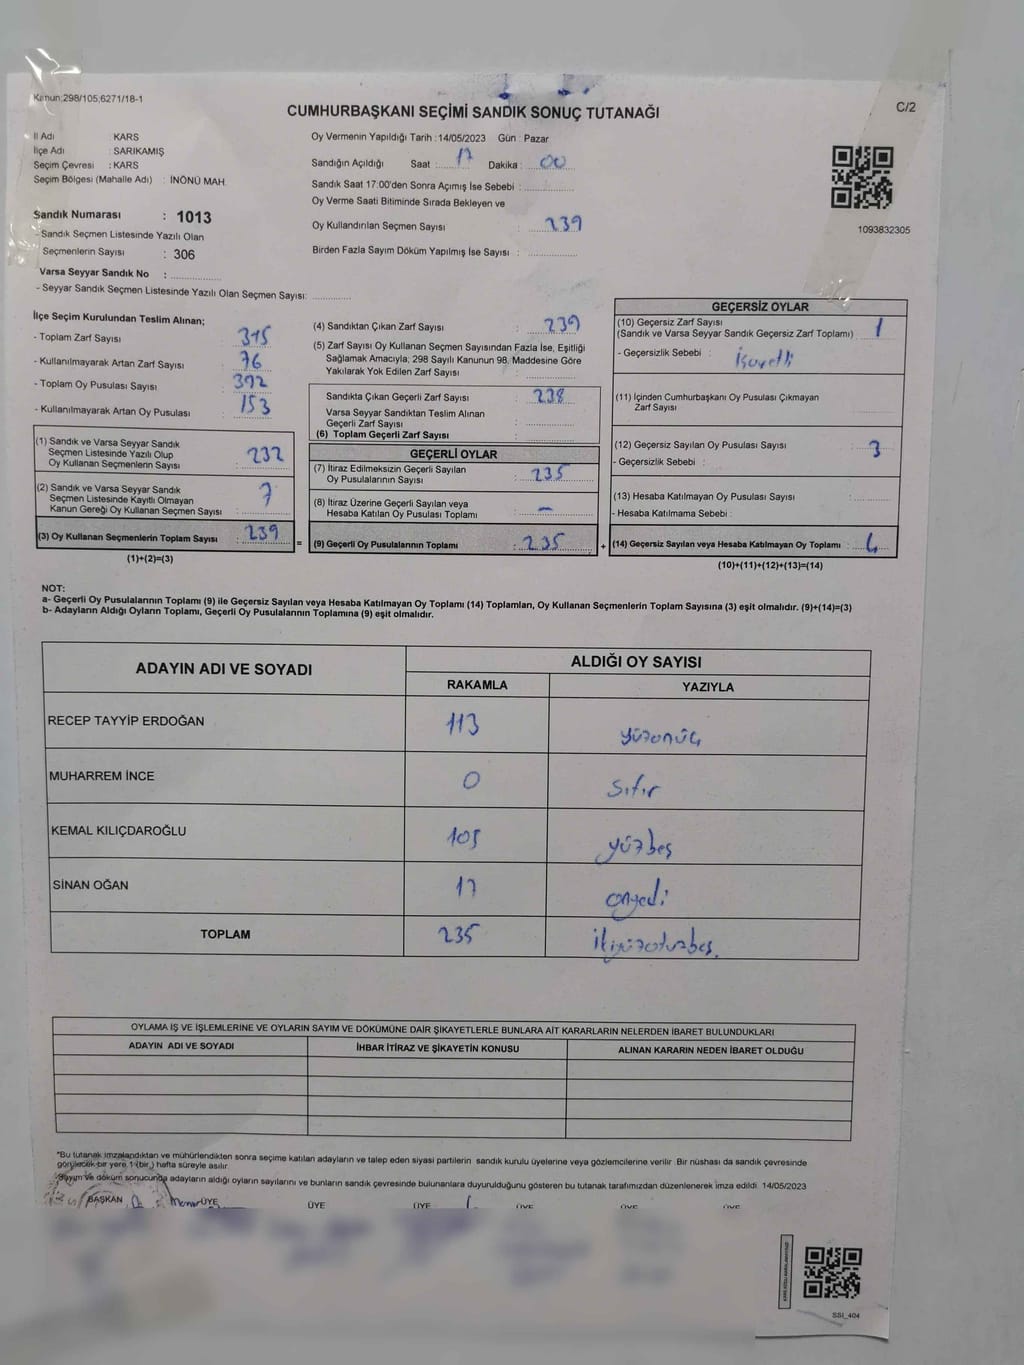 Kanun:298/105;6271/18-1
C/2
CUMHURBAŞKANI SEÇİMİ SANDIK SONUÇ TUTANAĞI
İl Adı KARS
İlçe Adı : SARIKAMIŞ
Seçim Çevresi : KARS
Seçim Bölgesi (Mahalle Adı) : İNÖNÜ MAH.
Sandık Numarası : 1013
- Sandık Seçmen Listesinde Yazılı Olan
Seçmenlerin Sayısı : 306
Varsa Seyyar Sandık No :
- Seyyar Sandık Seçmen Listesinde Yazılı Olan Seçmen Sayısı:
Oy Vermenin Yapıldığı Tarih : 14/05/2023 Gün : Pazar
Sandığın Açıldığı Saat 17 Dakika : 00
Sandık Saat 17:00'den Sonra Açımış İse Sebebi :
Oy Verme Saati Bitiminde Sırada Bekleyen ve
Oy Kullandırılan Seçmen Sayısı : 239
Birden Fazla Sayım Döküm Yapılmış İse Sayısı :
1093832305
İlçe Seçim Kurulundan Teslim Alınan;
- Toplam Zarf Sayısı : 315
- Kullanılmayarak Artan Zarf Sayısı : 76
- Toplam Oy Pusulası Sayısı : 392
- Kullanılmayarak Artan Oy Pusulası : 153
(1) Sandık ve Varsa Seyyar Sandık
Seçmen Listesinde Yazılı Olup
Oy Kullanan Seçmenlerin Sayısı : 232
(2) Sandık ve Varsa Seyyar Sandık
Seçmen Listesinde Kayıtlı Olmayan
Kanun Gereği Oy Kullanan Seçmen Sayısı : 7
(3) Oy Kullanan Seçmenlerin Toplam Sayısı : 239
(1)+(2)=(3)
=
(4) Sandıktan Çıkan Zarf Sayısı : 239
(5) Zarf Sayısı Oy Kullanan Seçmen Sayısından Fazla İse, Eşitliği
Sağlamak Amacıyla; 298 Sayılı Kanunun 98. Maddesine Göre
Yakılarak Yok Edilen Zarf Sayısı :
Sandıkta Çıkan Geçerli Zarf Sayısı : 238
Varsa Seyyar Sandıktan Teslim Alınan
Geçerli Zarf Sayısı :
(6) Toplam Geçerli Zarf Sayısı :
GEÇERLİ OYLAR
(7) İtiraz Edilmeksizin Geçerli Sayılan
Oy Pusulalarının Sayısı : 235
(8) İtiraz Üzerine Geçerli Sayılan veya
Hesaba Katılan Oy Pusulası Toplamı : -
(9) Geçerli Oy Pusulalarının Toplamı : 235
+
GEÇERSİZ OYLAR
(10) Geçersiz Zarf Sayısı
(Sandık ve Varsa Seyyar Sandık Geçersiz Zarf Toplamı) : 1
- Geçersizlik Sebebi : İşaretli
(11) İçinden Cumhurbaşkanı Oy Pusulası Çıkmayan
Zarf Sayısı
(12) Geçersiz Sayılan Oy Pusulası Sayısı : 3
- Geçersizlik Sebebi :
(13) Hesaba Katılmayan Oy Pusulası Sayısı :
- Hesaba Katılmama Sebebi :
(14) Geçersiz Sayılan veya Hesaba Katılmayan Oy Toplamı : 4
(10)+(11)+(12)+(13)=(14)
NOT:
a- Geçerli Oy Pusulalarının Toplamı (9) ile Geçersiz Sayılan veya Hesaba Katılmayan Oy Toplamı (14) Toplamları, Oy Kullanan Seçmenlerin Toplam Sayısına (3) eşit olmalıdır. (9)+(14)=(3)
b- Adayların Aldığı Oyların Toplamı, Geçerli Oy Pusulalarının Toplamına (9) eşit olmalıdır.
ADAYIN ADI VE SOYADI ALDIĞI OY SAYISI
RAKAMLA YAZIYLA
RECEP TAYYİP ERDOĞAN 113 yüzonüç
MUHARREM İNCE 0 sıfır
KEMAL KILIÇDAROĞLU 105 yüzbeş
SİNAN OĞAN 17 onyedi
TOPLAM 235 ikiyüzotuzbeş.
OYLAMA İŞ VE İŞLEMLERİNE VE OYLARIN SAYIM VE DÖKÜMÜNE DAİR ŞİKAYETLERLE BUNLARA AİT KARARLARIN NELERDEN İBARET BULUNDUKLARI
ADAYIN ADI VE SOYADI İHBAR İTİRAZ VE ŞİKAYETİN KONUSU ALINAN KARARIN NEDEN İBARET OLDUĞU
*Bu tutanak imzalandıktan ve mühürlendikten sonra seçime katılan adayların ve talep eden siyasi partilerin sandık kurulu üyelerine veya gözlemcilerine verilir. Bir nüshası da sandık çevresinde
görülecek bir yere 1 (bir) hafta süreyle asılır.
Sayım ve döküm sonucunda adayların aldığı oyların sayılarını ve bunların sandık çevresinde bulunanlara duyurulduğunu gösteren bu tutanak tarafımızdan düzenlenerek imza edildi. 14/05/2023
BAŞKAN ÜYE ÜYE ÜYE ÜYE ÜYE ÜYE
SSI_404